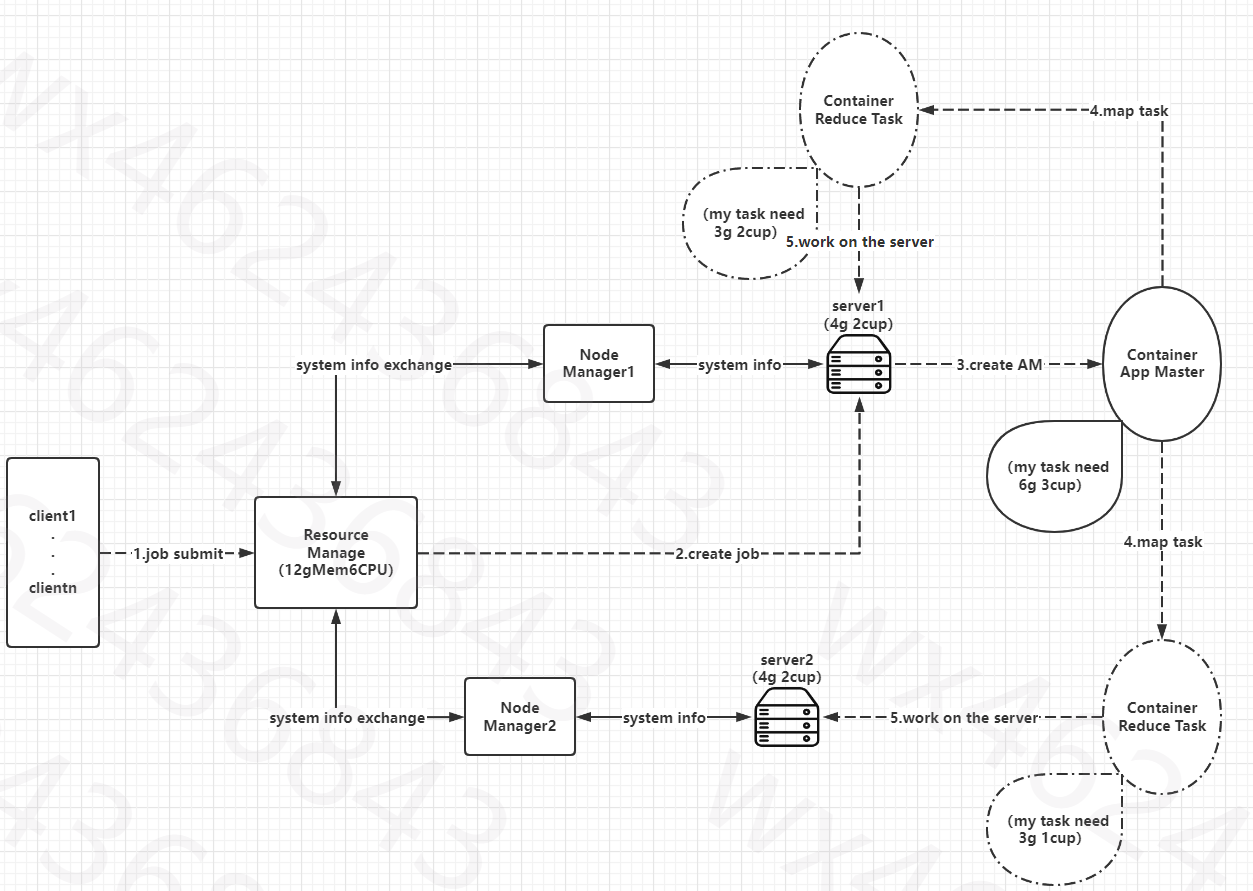 Container
Reduce Task
4.map task
(my task need
3g 2cup)
5.work on the server
server1
(4g 2cup)
Node
Manager1
system info exchange
system info
3.create AM
Container
App Master
(my task need
6g 3cup)
client1
.
.
.
clientn
1.job submit
Resource
Manage
(12gMem6CPU)
2.create job
4.map task
server2
(4g 2cup)
Node
Manager2
system info exchange
system info
5.work on the server
Container
Reduce Task
(my task need
3g 1cup)
wx462436843
wx462436843